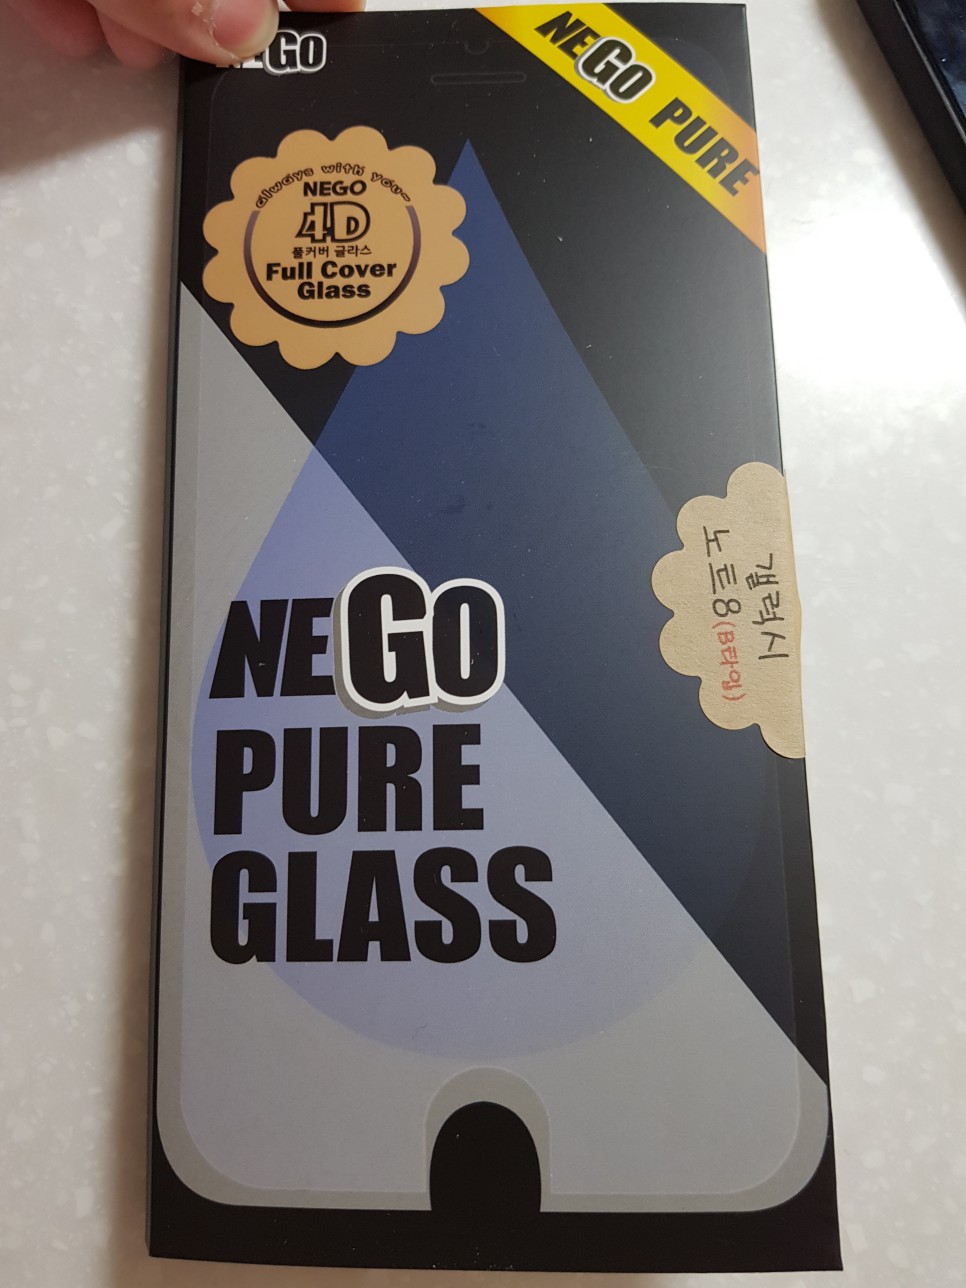 NEGO
NEGO PURE
always with you~
NEGO
4D
풀커버 글라스
Full Cover
Glass
갤럭시
노트8(B타입)
NEGO
PURE
GLASS